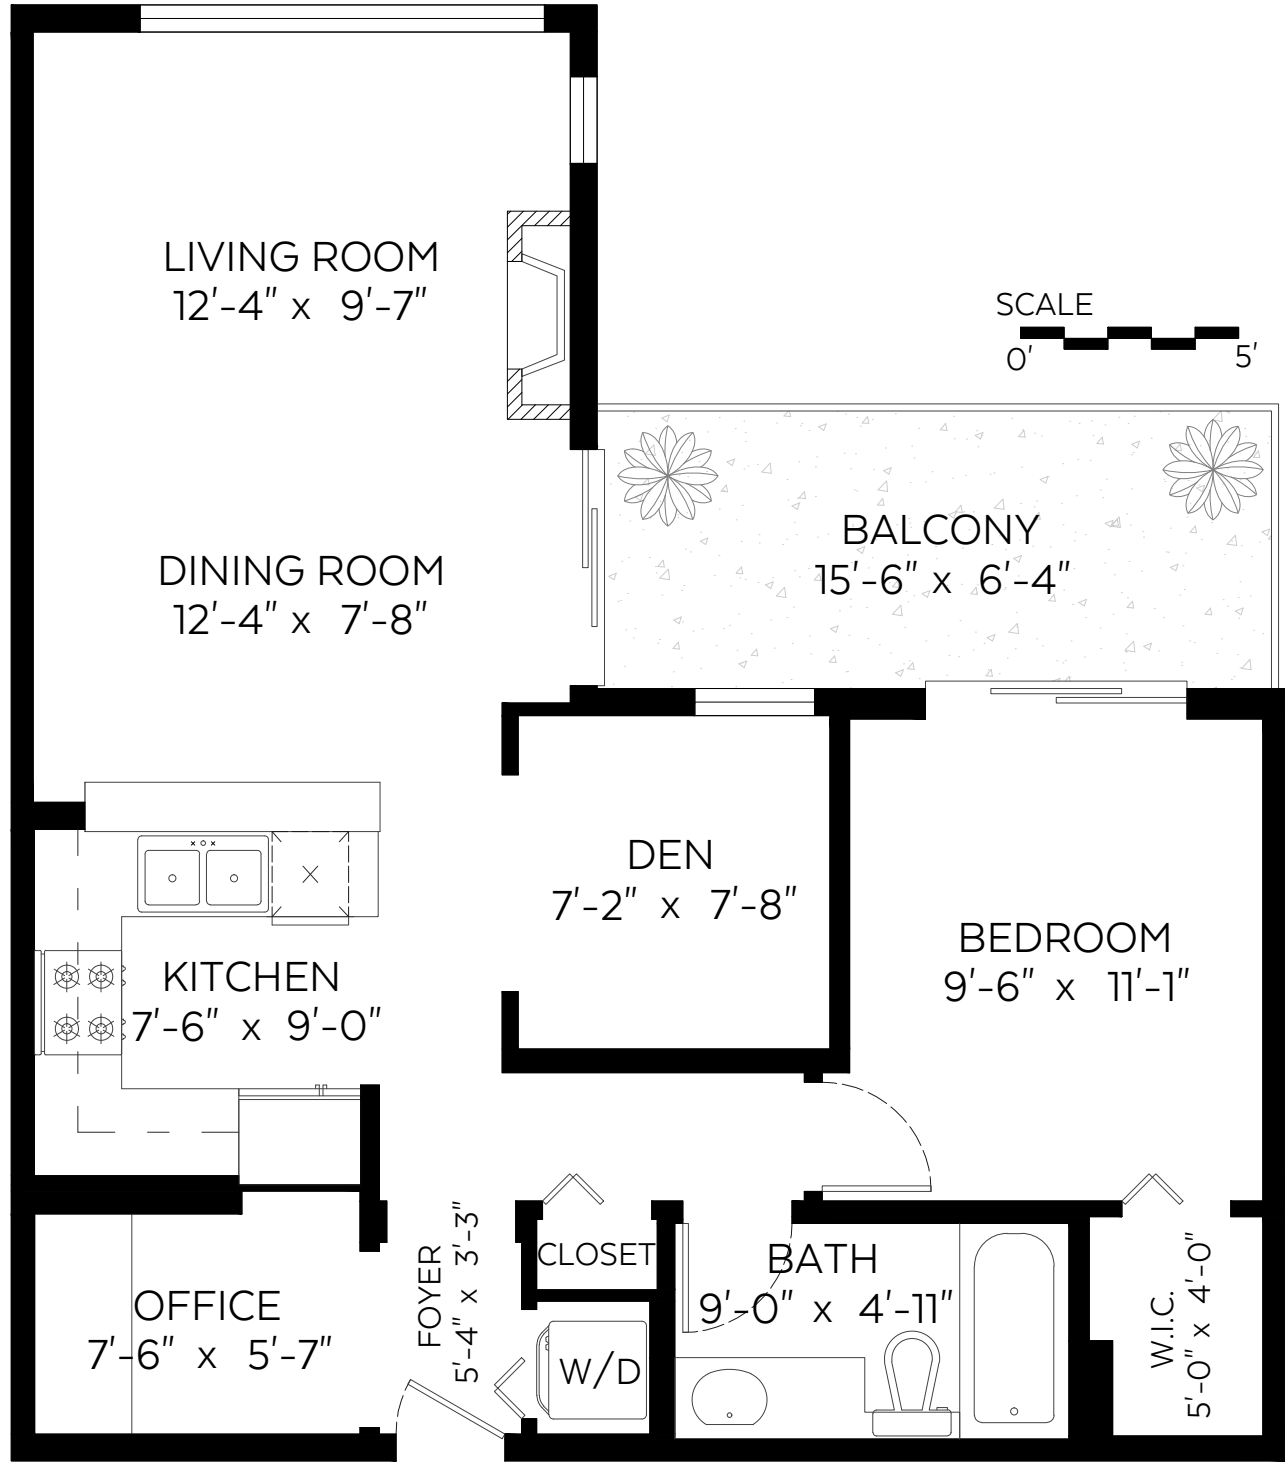 LIVING ROOM
12'-4" x 9'-7"
SCALE
0' 5'
BALCONY
15'-6" x 6'-4"
DINING ROOM
12'-4" x 7'-8"
DEN
7'-2" x 7'-8"
BEDROOM
9'-6" x 11'-1"
KITCHEN
7'-6" x 9'-0"
OFFICE
7'-6" x 5'-7"
FOYER
5'-4" x 3'-3"
CLOSET
W/D
BATH
9'-0" x 4'-11"
W.I.C.
5'-0" x 4'-0"